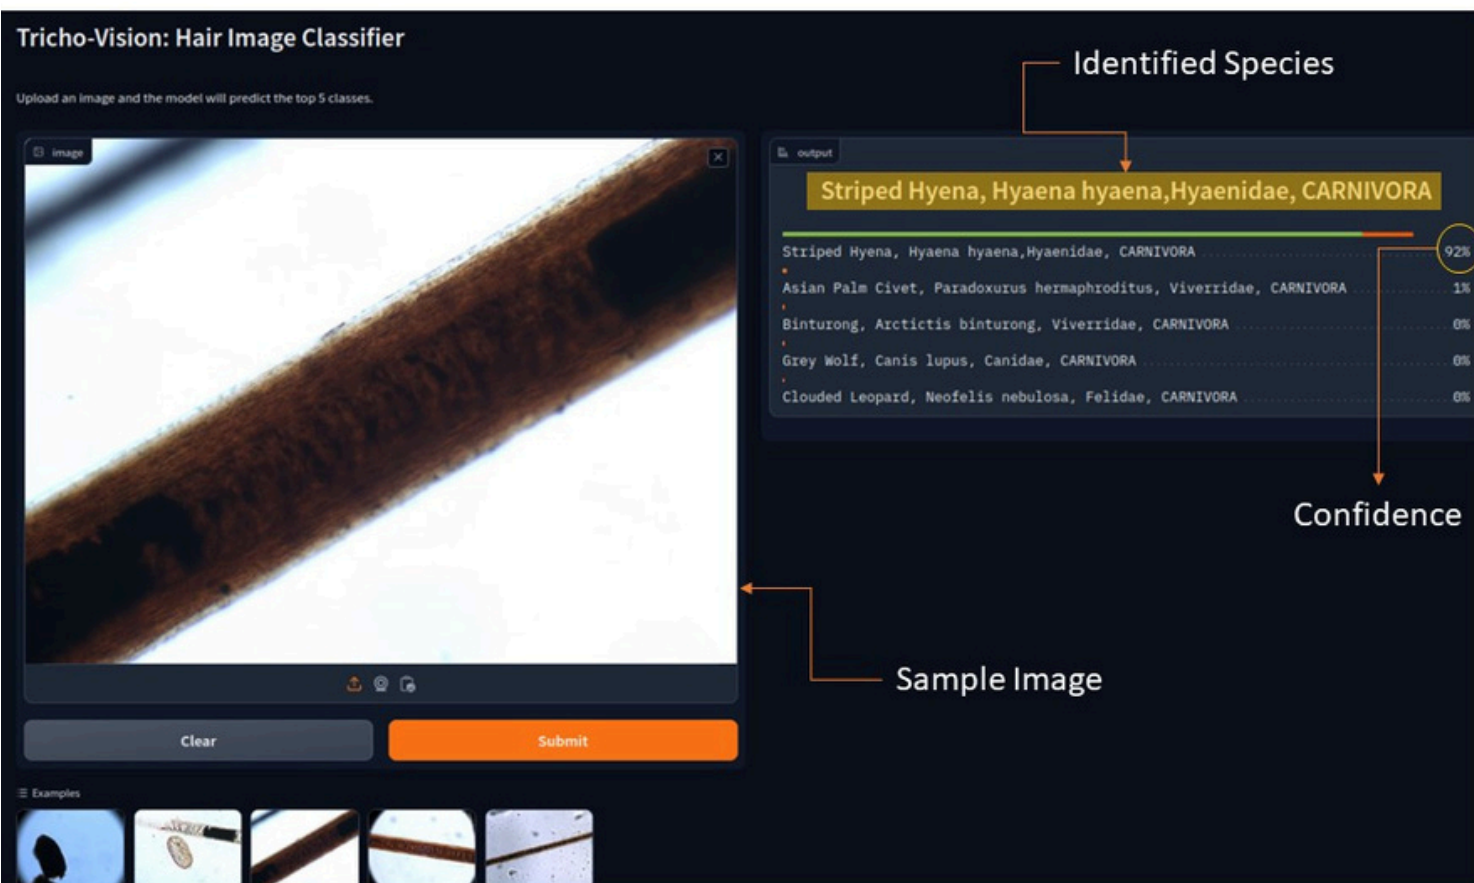 Tricho-Vision: Hair Image Classifier
Upload an image and the model will predict the top 5 classes.
image
Clear
Submit
Examples
Identified Species
output
Striped Hyena, Hyaena hyaena,Hyaenidae, CARNIVORA
Striped Hyena, Hyaena hyaena,Hyaenidae, CARNIVORA 92%
Asian Palm Civet, Paradoxurus hermaphroditus, Viverridae, CARNIVORA 1%
Binturong, Arctictis binturong, Viverridae, CARNIVORA 0%
Grey Wolf, Canis lupus, Canidae, CARNIVORA 0%
Clouded Leopard, Neofelis nebulosa, Felidae, CARNIVORA 0%
Confidence
Sample Image